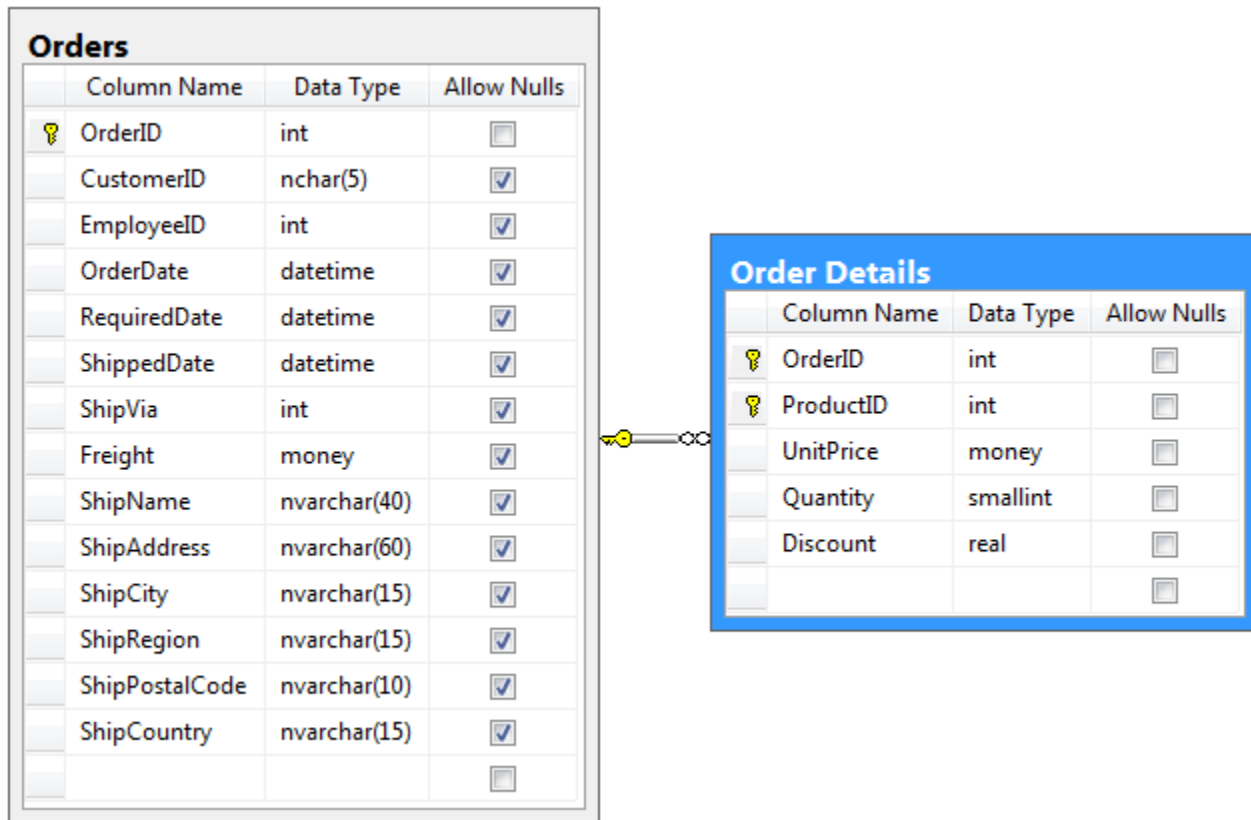 Orders
Column Name Data Type Allow Nulls
OrderID int
CustomerID nchar(5)
EmployeeID int
OrderDate datetime
RequiredDate datetime
ShippedDate datetime
ShipVia int
Freight money
ShipName nvarchar(40)
ShipAddress nvarchar(60)
ShipCity nvarchar(15)
ShipRegion nvarchar(15)
ShipPostalCode nvarchar(10)
ShipCountry nvarchar(15)
Order Details
Column Name Data Type Allow Nulls
OrderID int
ProductID int
UnitPrice money
Quantity smallint
Discount real